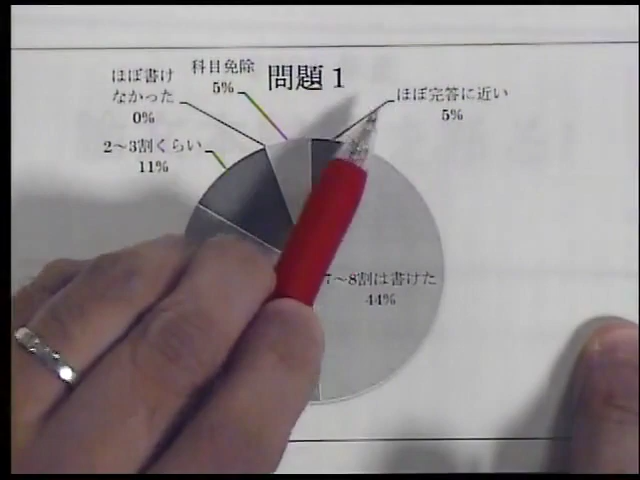 問題1
ほぼ書け
なかった
0%
科目免除
5%
ほぼ完答に近い
5%
2〜3割くらい
11%
7〜8割は書けた
44%